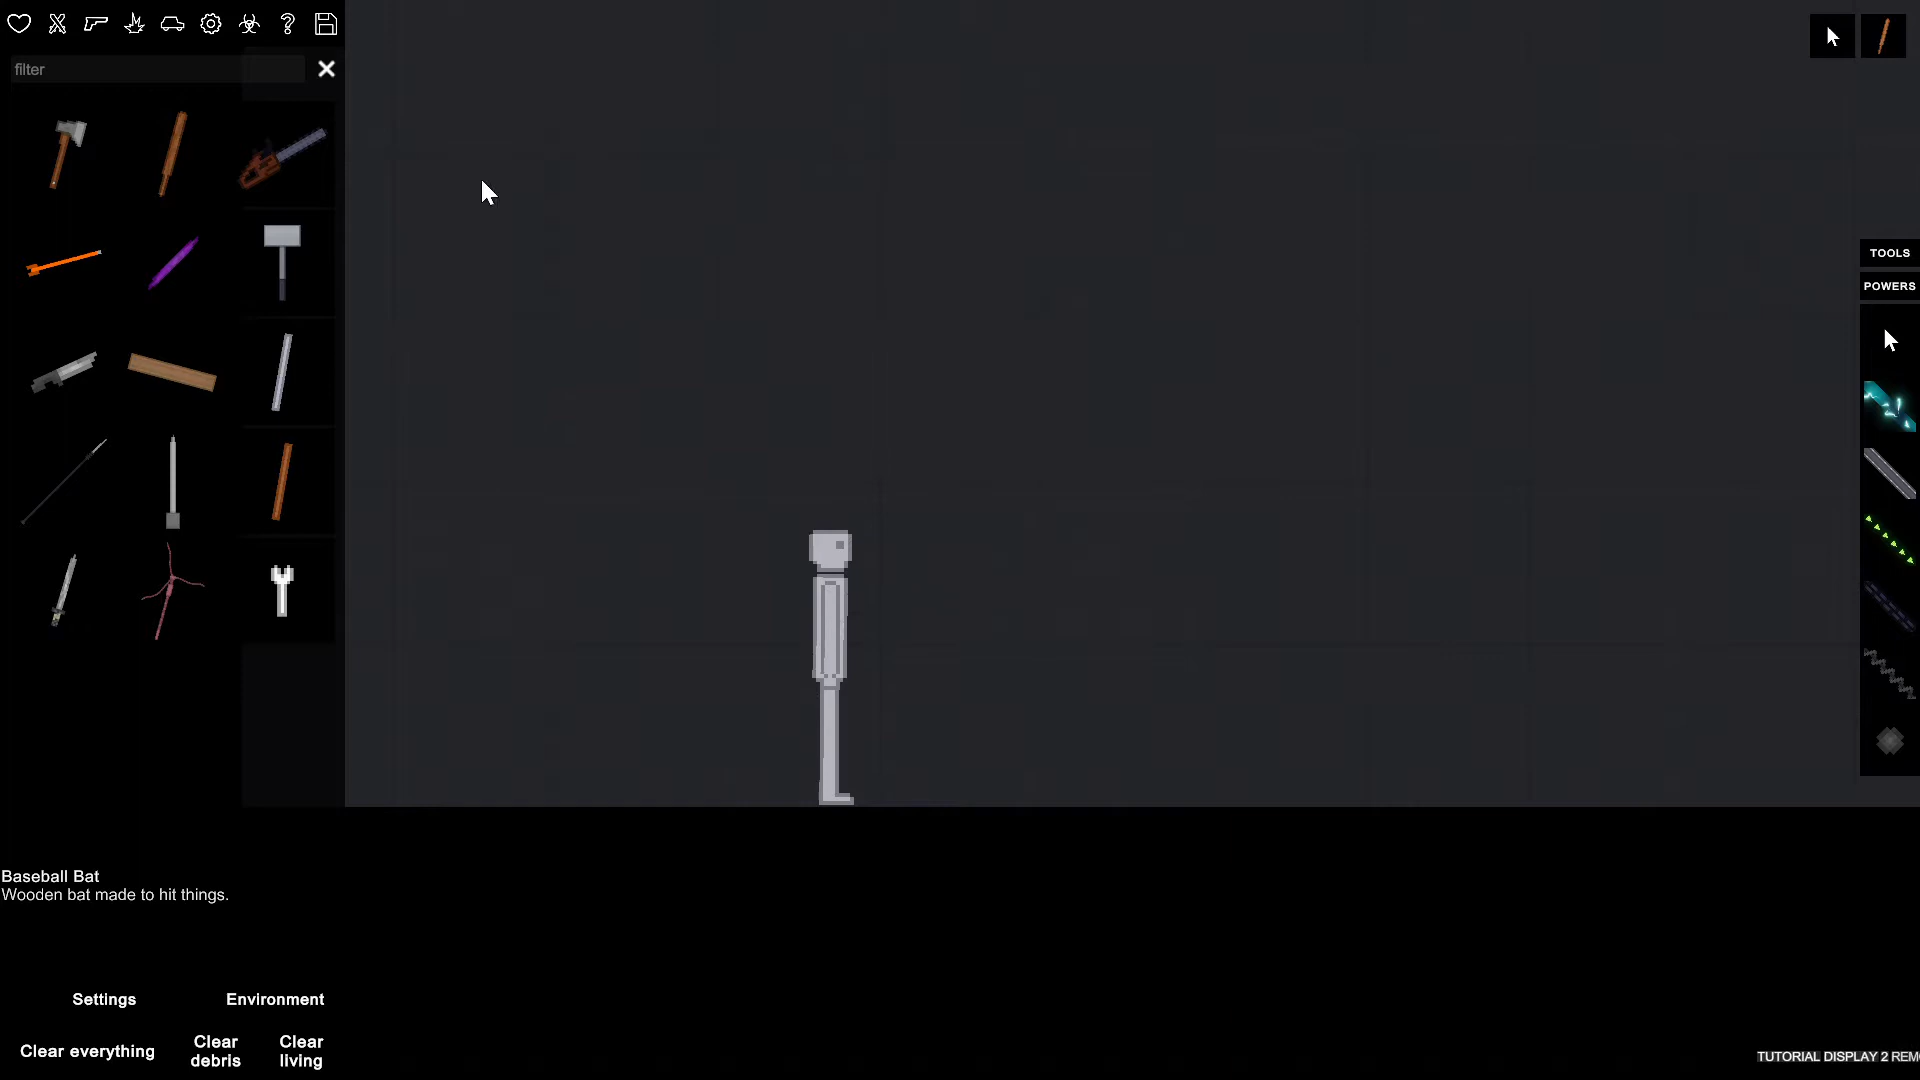 filter
TOOLS
POWERS
Baseball Bat
Wooden bat made to hit things.
Settings
Environment
Clear everything
Clear
debris
Clear
living
TUTORIAL DISPLAY 2 REM